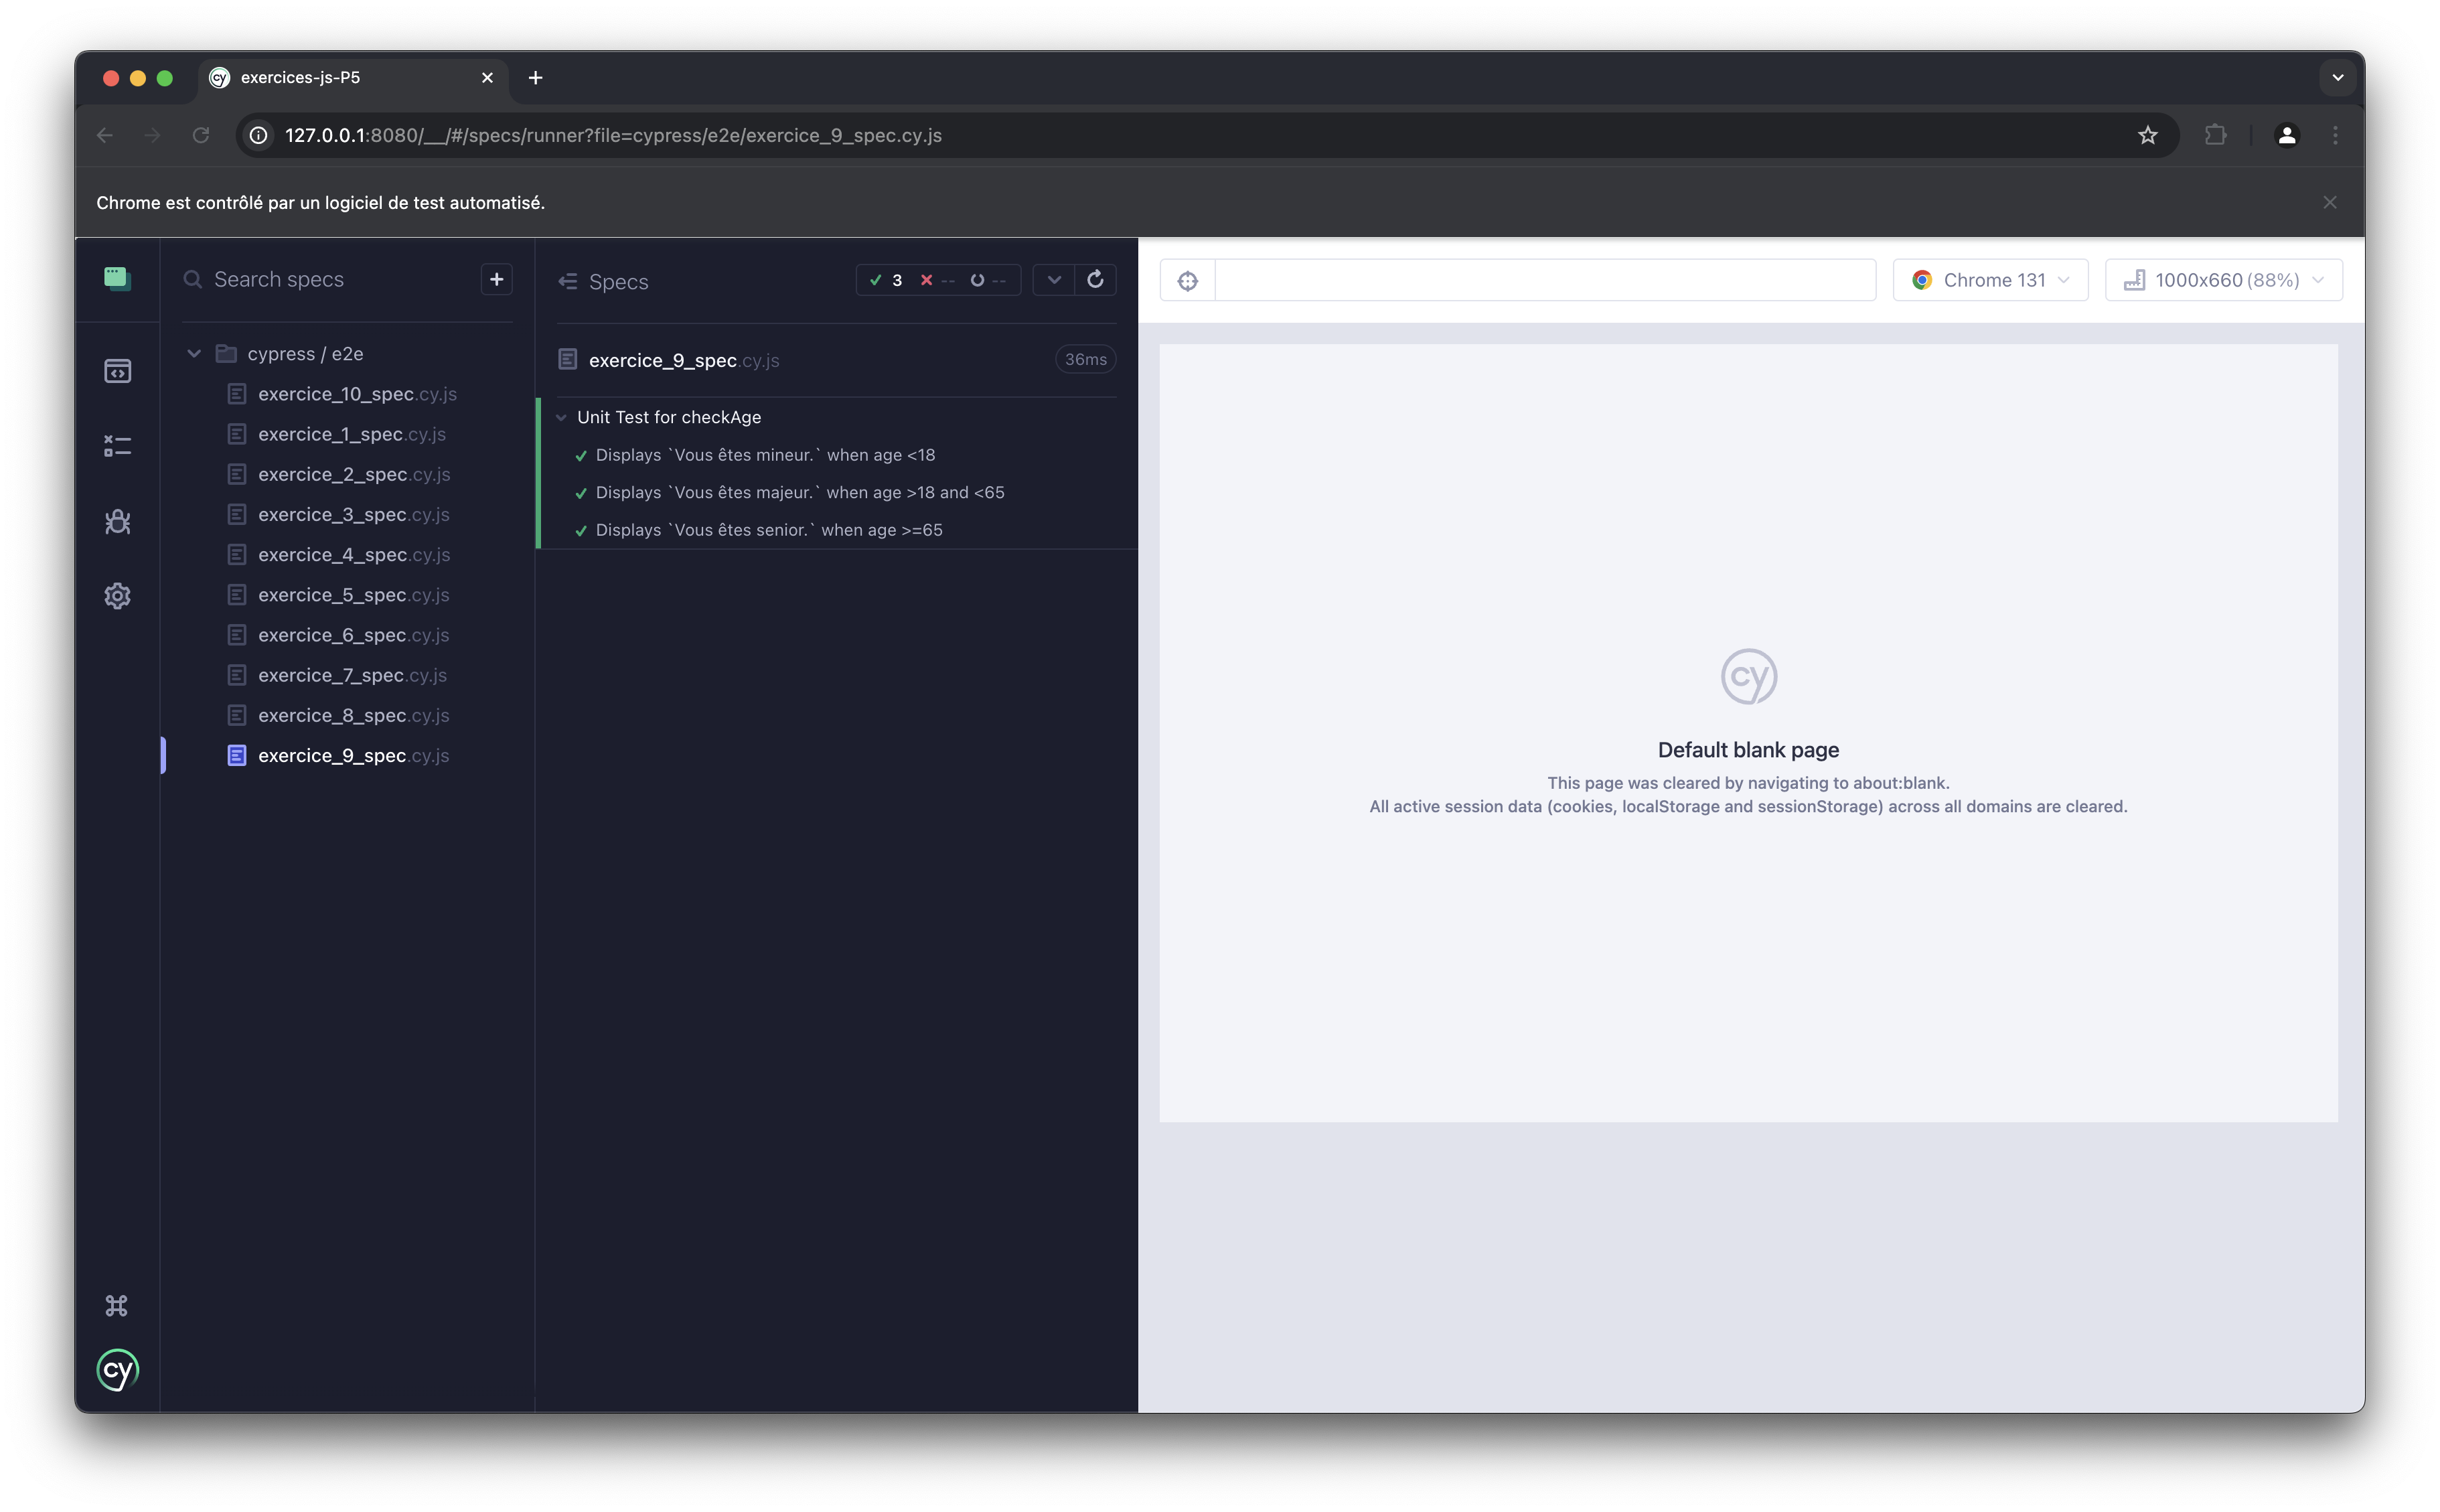 exercices-js-P5
127.0.0.1:8080/__/#/specs/runner?file=cypress/e2e/exercice_9_spec.cy.js
Chrome est contrôlé par un logiciel de test automatisé.
Search specs
cypress / e2e
exercice_10_spec.cy.js
exercice_1_spec.cy.js
exercice_2_spec.cy.js
exercice_3_spec.cy.js
exercice_4_spec.cy.js
exercice_5_spec.cy.js
exercice_6_spec.cy.js
exercice_7_spec.cy.js
exercice_8_spec.cy.js
exercice_9_spec.cy.js
cy
Specs
3 -- --
exercice_9_spec.cy.js 36ms
Unit Test for checkAge
Displays `Vous êtes mineur.` when age <18
Displays `Vous êtes majeur.` when age >18 and <65
Displays `Vous êtes senior.` when age >=65
Chrome 131
1000x660 (88%)
cy
Default blank page
This page was cleared by navigating to about:blank.
All active session data (cookies, localStorage and sessionStorage) across all domains are cleared.